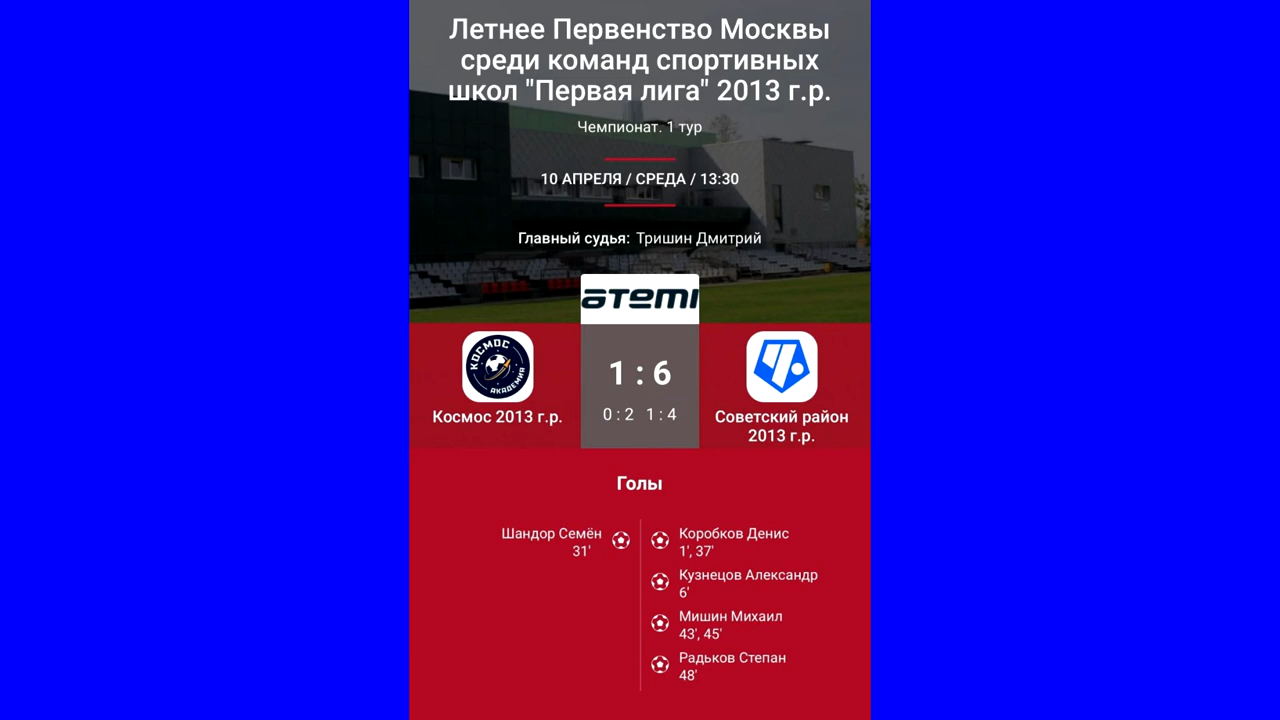 Летнее Первенство Москвы
среди команд спортивных
школ "Первая лига" 2013 г.р.
Чемпионат. 1 тур
10 АПРЕЛЯ / СРЕДА / 13:30
Главный судья: Тришин Дмитрий
atemi
КОСМОС
АКАДЕМИЯ
1 : 6
0 : 2 1 : 4
Космос 2013 г.р.
Советский район
2013 г.р.
Голы
Шандор Семён
31'
Коробков Денис
1', 37'
Кузнецов Александр
6'
Мишин Михаил
43', 45'
Радьков Степан
48'